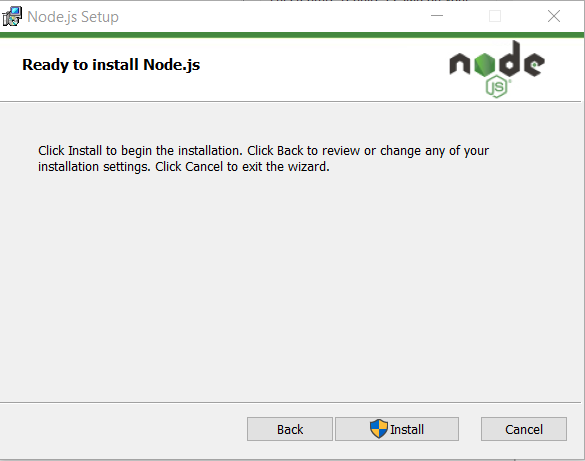 Node.js Setup
Ready to install Node.js
node
JS
Click Install to begin the installation. Click Back to review or change any of your
installation settings. Click Cancel to exit the wizard.
Back
Install
Cancel